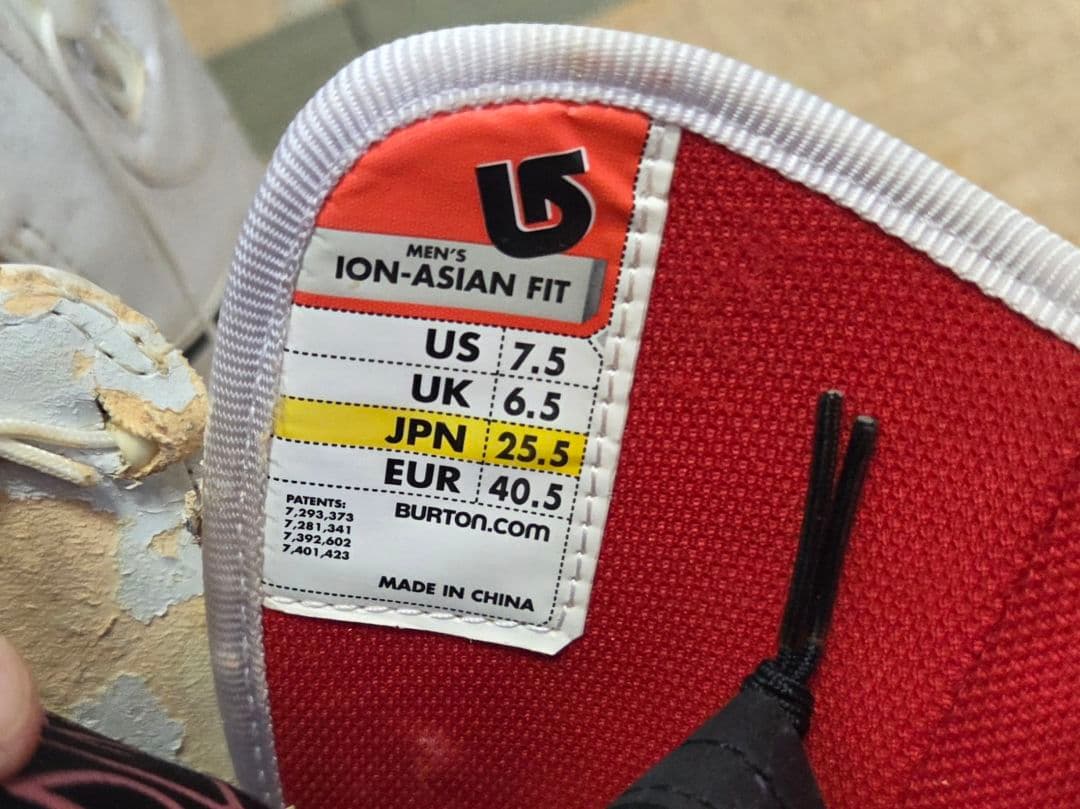 MEN'S
ION-ASIAN FIT
US 7.5
UK 6.5
JPN 25.5
EUR 40.5
PATENTS:
7,293,373
7,281,341
7,392,602
7,401,423
BURTON.COM
MADE IN CHINA